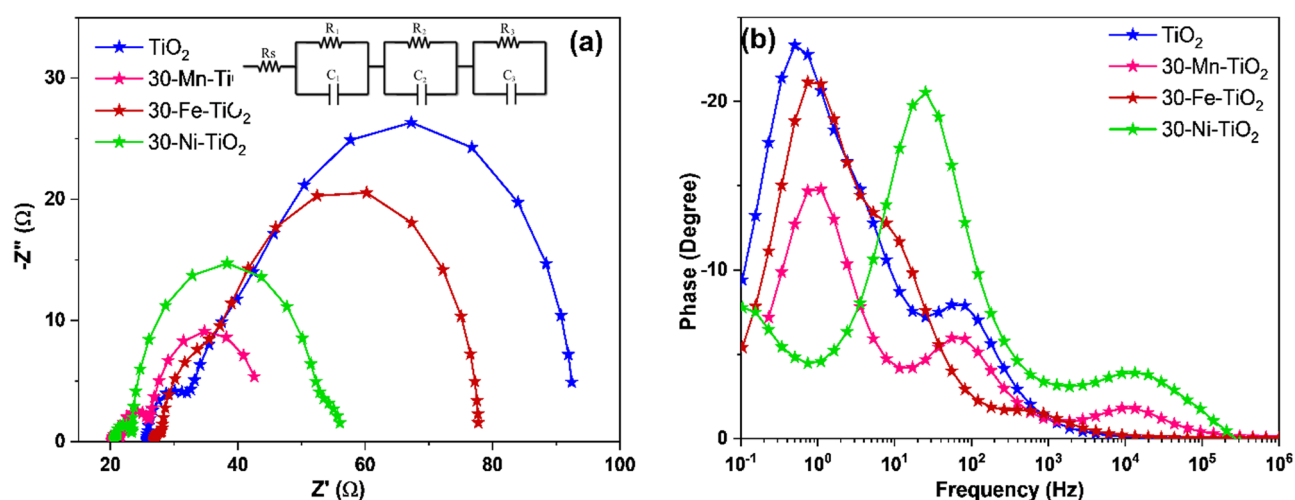 (a)
Rs
R₁
C₁
R₂
C₂
R₃
C₃
TiO₂
30-Mn-Ti
30-Fe-TiO₂
30-Ni-TiO₂
30
20
10
0
-Z" (Ω)
20
40
60
80
100
Z' (Ω)
(b)
TiO₂
30-Mn-TiO₂
30-Fe-TiO₂
30-Ni-TiO₂
-20
-10
-0
Phase (Degree)
10⁻¹
10⁰
10¹
10²
10³
10⁴
10⁵
10⁶
Frequency (Hz)